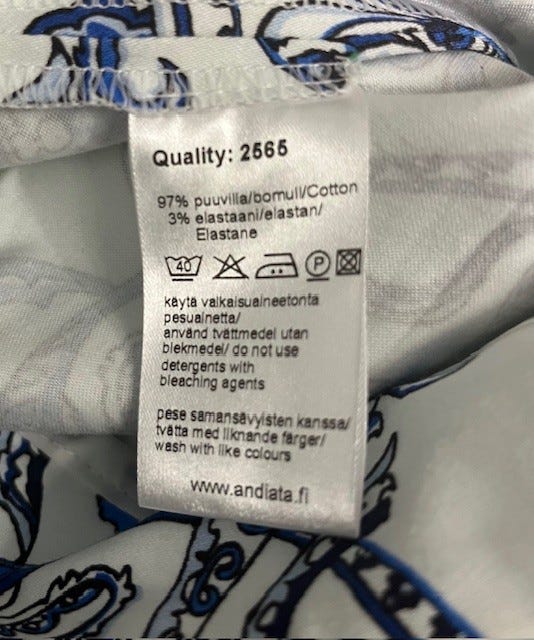 Quality: 2565
97% puuvilla/bomull/Cotton
3% elastaani/elastan/
Elastane
40 P
käytä valkaisuaineetonta
pesuainetta/
använd tvättmedel utan
blekmedel/ do not use
detergents with
bleaching agents
pese samansävyisten kanssa/
tvätta med liknande färger/
wash with like colours
www.andiata.fi